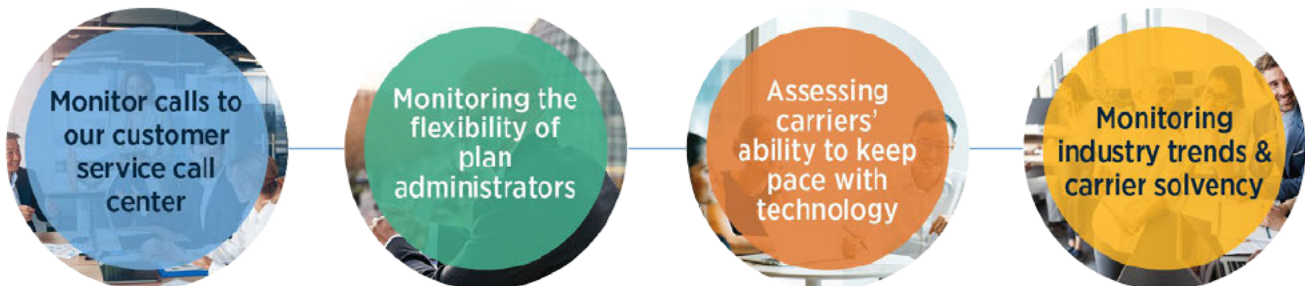 Monitor calls to
our customer
service call
center
Monitoring the
flexibility of
plan
administrators
Assessing
carriers’
ability to keep
pace with
technology
Monitoring
industry trends &
carrier solvency